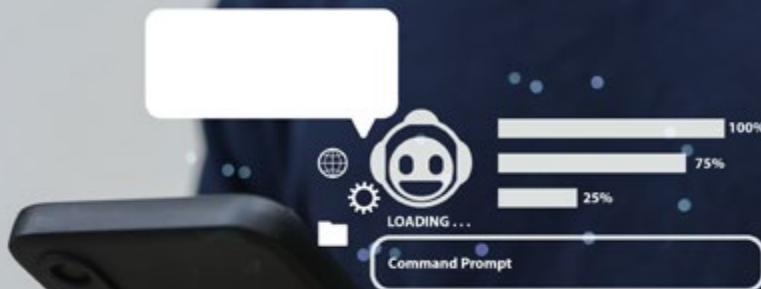 100%
75%
25%
LOADING . . .
Command Prompt